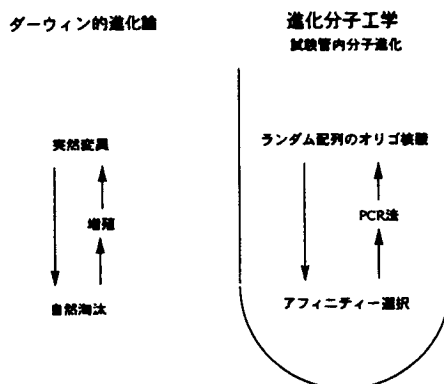 ダーウィン的進化論
突然変異
増殖
自然淘汰
進化分子工学
試験管内分子進化
ランダム配列のオリゴ核酸
PCR法
アフィニティー選択